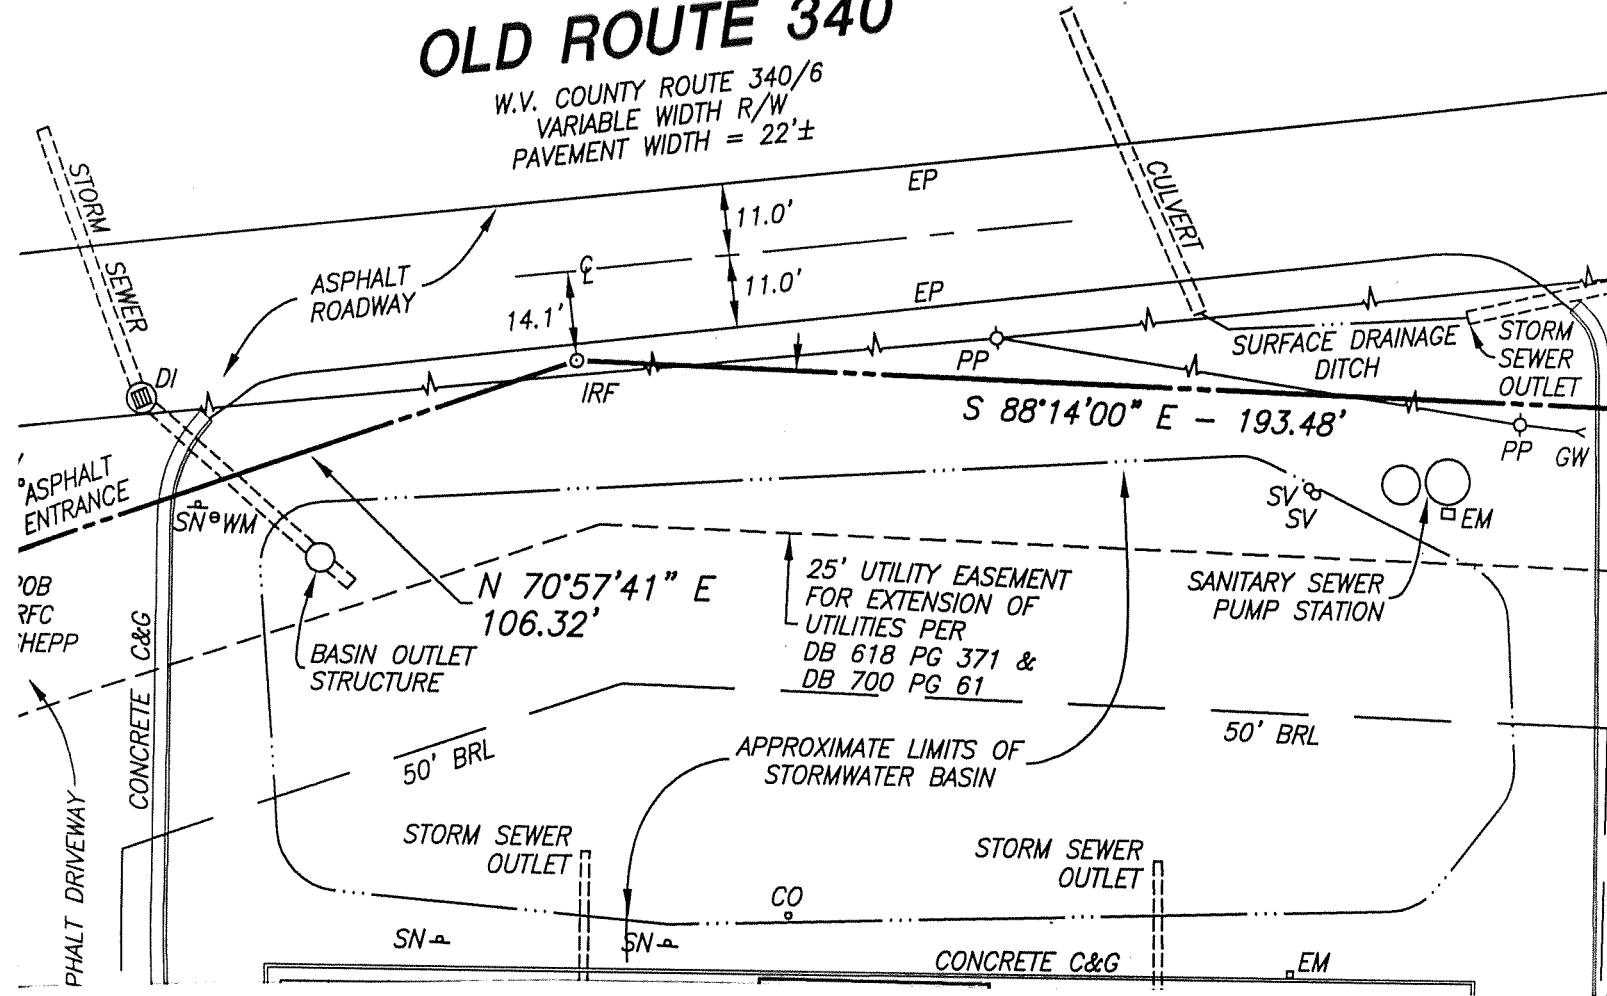 OLD ROUTE 340
W.V. COUNTY ROUTE 340/6
VARIABLE WIDTH R/W
PAVEMENT WIDTH = 22'±
STORM
SEWER
CULVERT
EP
11.0'
℄
11.0'
EP
14.1'
ASPHALT
ROADWAY
DI
IRF
PP
SURFACE DRAINAGE
DITCH
STORM
SEWER
OUTLET
S 88°14'00" E - 193.48'
PP
GW
ASPHALT
ENTRANCE
SN
WM
SV
SV
EM
SANITARY SEWER
PUMP STATION
N 70°57'41" E
106.32'
25' UTILITY EASEMENT
FOR EXTENSION OF
UTILITIES PER
DB 618 PG 371 &
DB 700 PG 61
OB
FC
HEPP
CONCRETE C&G
BASIN OUTLET
STRUCTURE
50' BRL
50' BRL
APPROXIMATE LIMITS OF
STORMWATER BASIN
PHALT DRIVEWAY
STORM SEWER
OUTLET
STORM SEWER
OUTLET
CO
SN
SN
CONCRETE C&G
EM